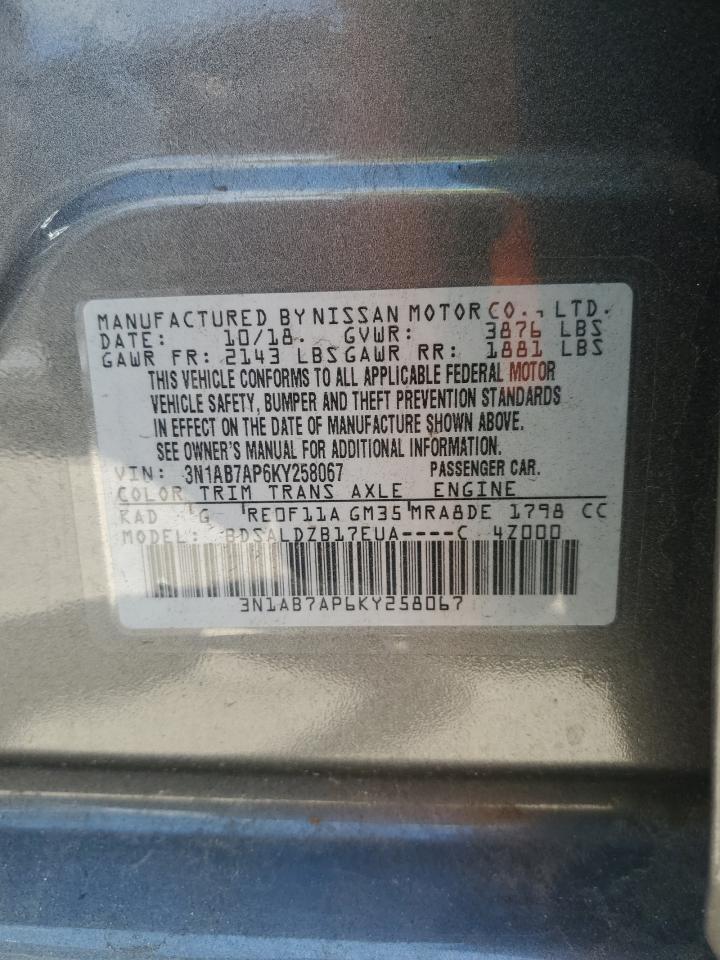 MANUFACTURED BY NISSAN MOTOR CO., LTD.
DATE: 10/18. GVWR: 3876 LBS
GAWR FR: 2143 LBS GAWR RR: 1881 LBS
THIS VEHICLE CONFORMS TO ALL APPLICABLE FEDERAL MOTOR
VEHICLE SAFETY, BUMPER AND THEFT PREVENTION STANDARDS
IN EFFECT ON THE DATE OF MANUFACTURE SHOWN ABOVE.
SEE OWNER'S MANUAL FOR ADDITIONAL INFORMATION.
VIN: 3N1AB7AP6KY258067 PASSENGER CAR.
COLOR TRIM TRANS AXLE ENGINE
KAD G RE0F11A GM35 MRA8DE 1798 CC
MODEL: BDSALDZB17EUA----C 4Z000
3N1AB7AP6KY258067